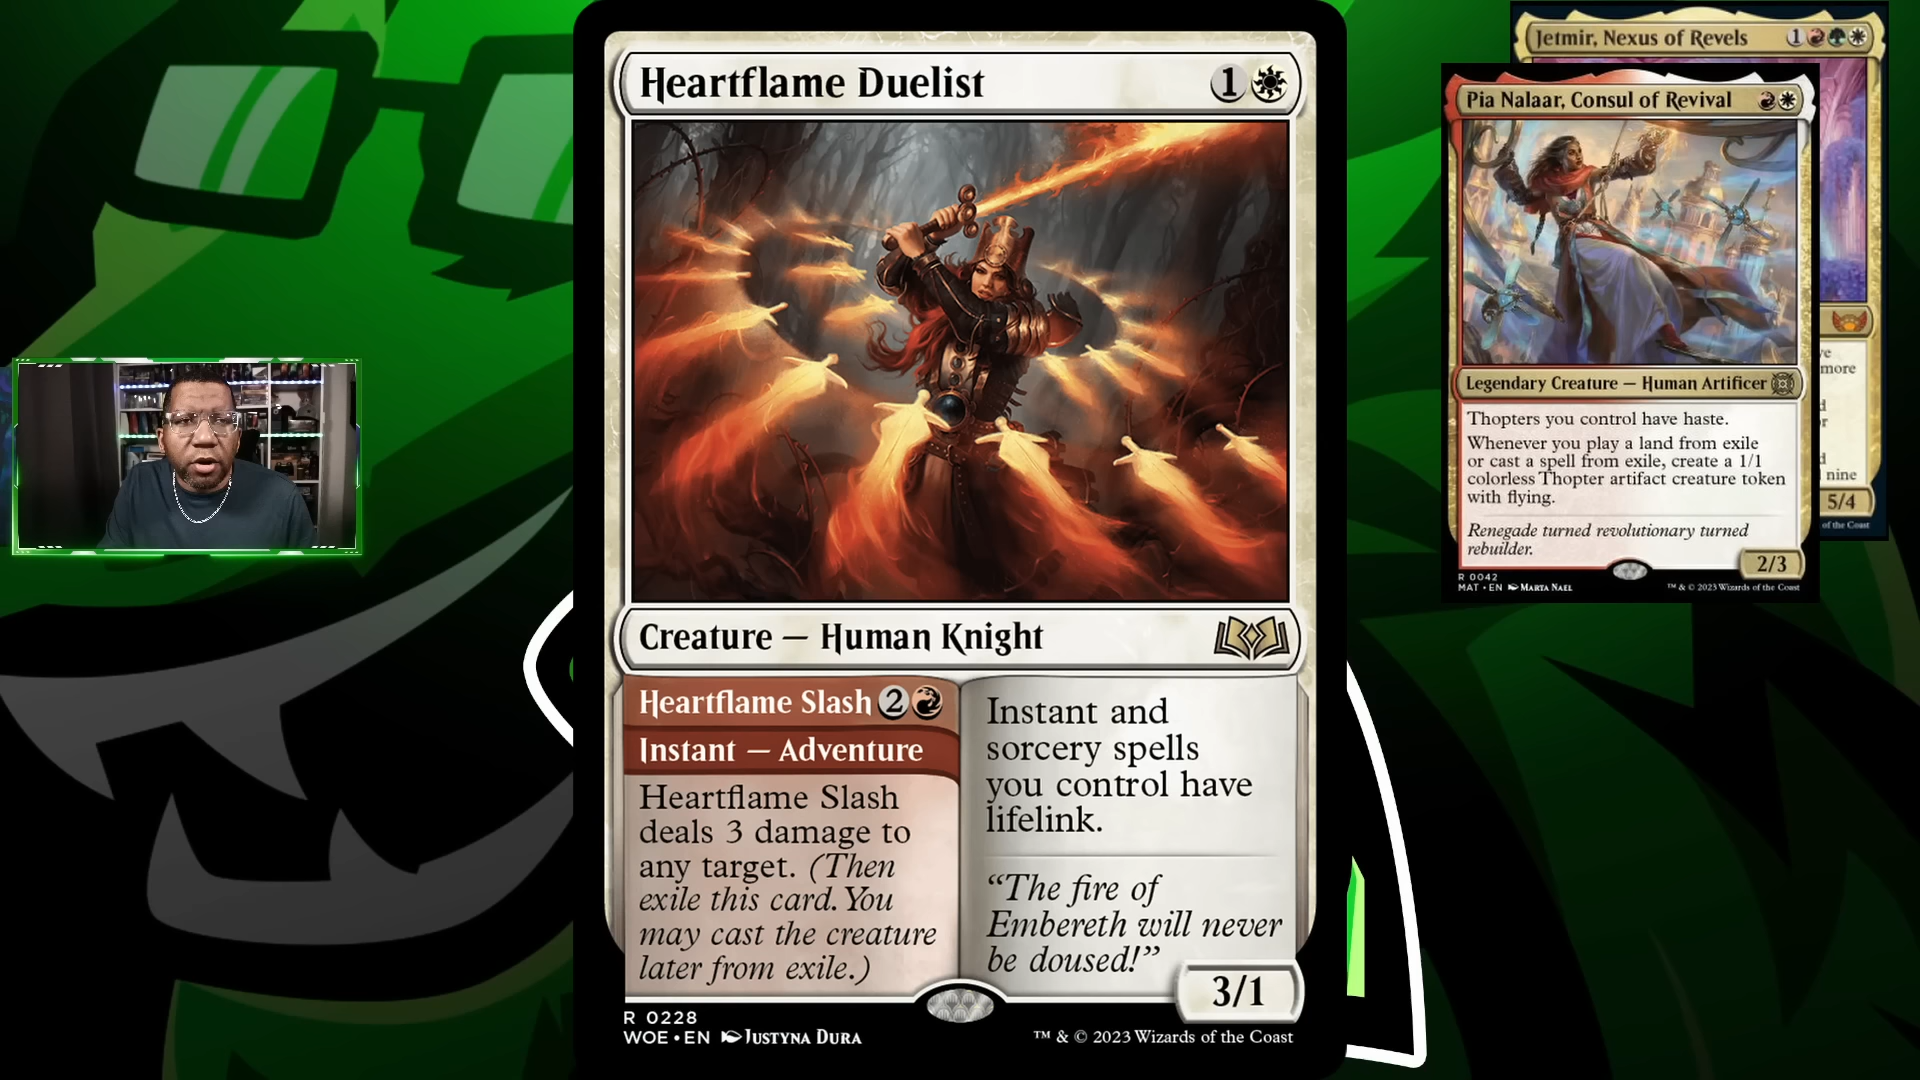 Heartflame Duelist 1
Creature — Human Knight
Heartflame Slash 2
Instant — Adventure
Heartflame Slash
deals 3 damage to
any target. (Then
exile this card. You
may cast the creature
later from exile.)
Instant and
sorcery spells
you control have
lifelink.
“The fire of
Embereth will never
be doused!”
3/1
R 0228
WOE • EN Justyna Dura
™ & © 2023 Wizards of the Coast
Jetmir, Nexus of Revels 1
more
nine
5/4
of the Coast
Pia Nalaar, Consul of Revival
Legendary Creature — Human Artificer
Thopters you control have haste.
Whenever you play a land from exile
or cast a spell from exile, create a 1/1
colorless Thopter artifact creature token
with flying.
Renegade turned revolutionary turned
rebuilder.
2/3
R 0042
MAT • EN Marta Nael
™ & © 2023 Wizards of the Coast